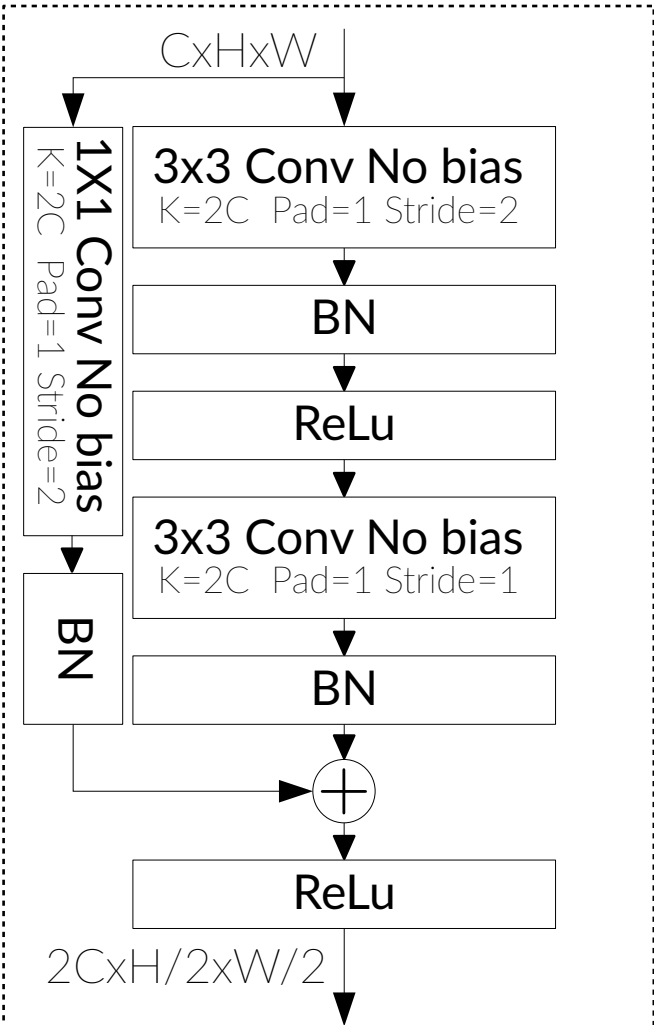 CxHxW
1X1 Conv No bias
K=2C Pad=1 Stride=2
3x3 Conv No bias
K=2C Pad=1 Stride=2
BN
ReLu
3x3 Conv No bias
K=2C Pad=1 Stride=1
BN
BN
ReLu
2CxH/2xW/2